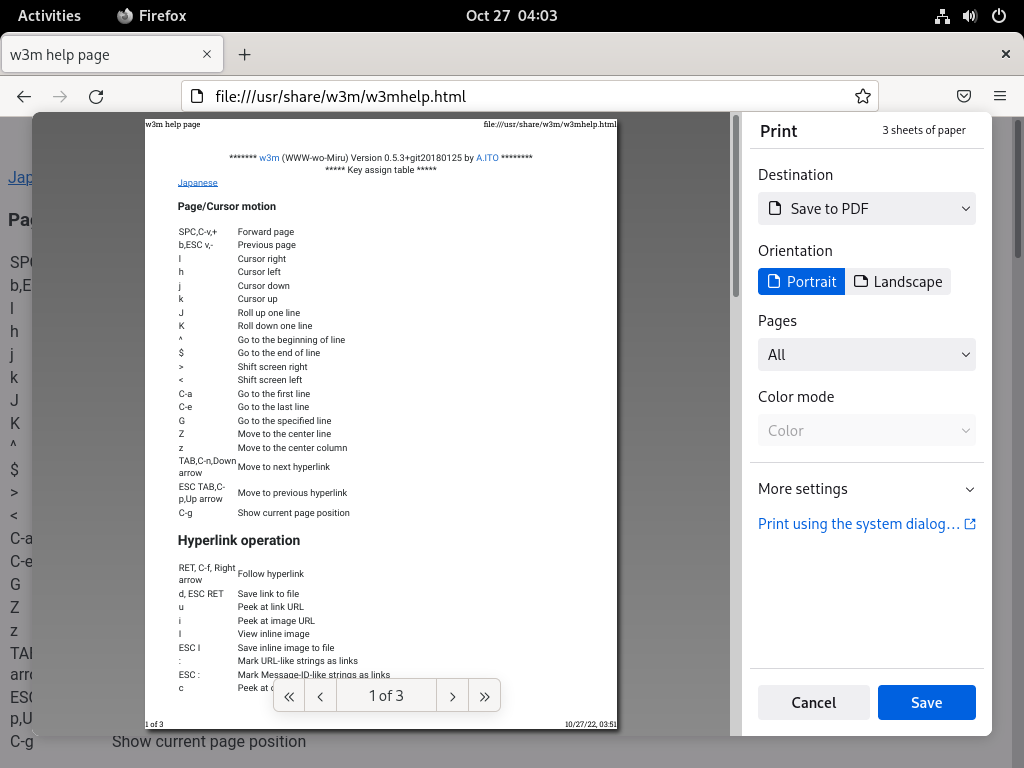 Activities
Firefox
Oct 27 04:03
w3m help page
file:///usr/share/w3m/w3mhelp.html
w3m help page
file:///usr/share/w3m/w3mhelp.html
******* w3m (WWW-wo-Miru) Version 0.5.3+git20180125 by A.ITO ********
***** Key assign table *****
Japanese
Page/Cursor motion
SPC,C-v,+ Forward page
b,ESC v,- Previous page
l Cursor right
h Cursor left
j Cursor down
k Cursor up
J Roll up one line
K Roll down one line
^ Go to the beginning of line
$ Go to the end of line
> Shift screen right
< Shift screen left
C-a Go to the first line
C-e Go to the last line
G Go to the specified line
Z Move to the center line
z Move to the center column
TAB,C-n,Down
arrow Move to next hyperlink
ESC TAB,C-
p,Up arrow Move to previous hyperlink
C-g Show current page position
Hyperlink operation
RET, C-f, Right
arrow Follow hyperlink
d, ESC RET Save link to file
u Peek at link URL
i Peek at image URL
I View inline image
ESC I Save inline image to file
: Mark URL-like strings as links
ESC : Mark Message-ID-like strings as links
c Peek at c
1 of 3
1 of 3
10/27/22, 03:51
Print
3 sheets of paper
Destination
Save to PDF
Orientation
Portrait
Landscape
Pages
All
Color mode
Color
More settings
Print using the system dialog...
Cancel
Save
Jap
Pag
SPC
b,E
l
h
j
k
J
K
^
$
>
<
C-a
C-e
G
Z
z
TAB
arro
ESC
p,U
C-g Show current page position